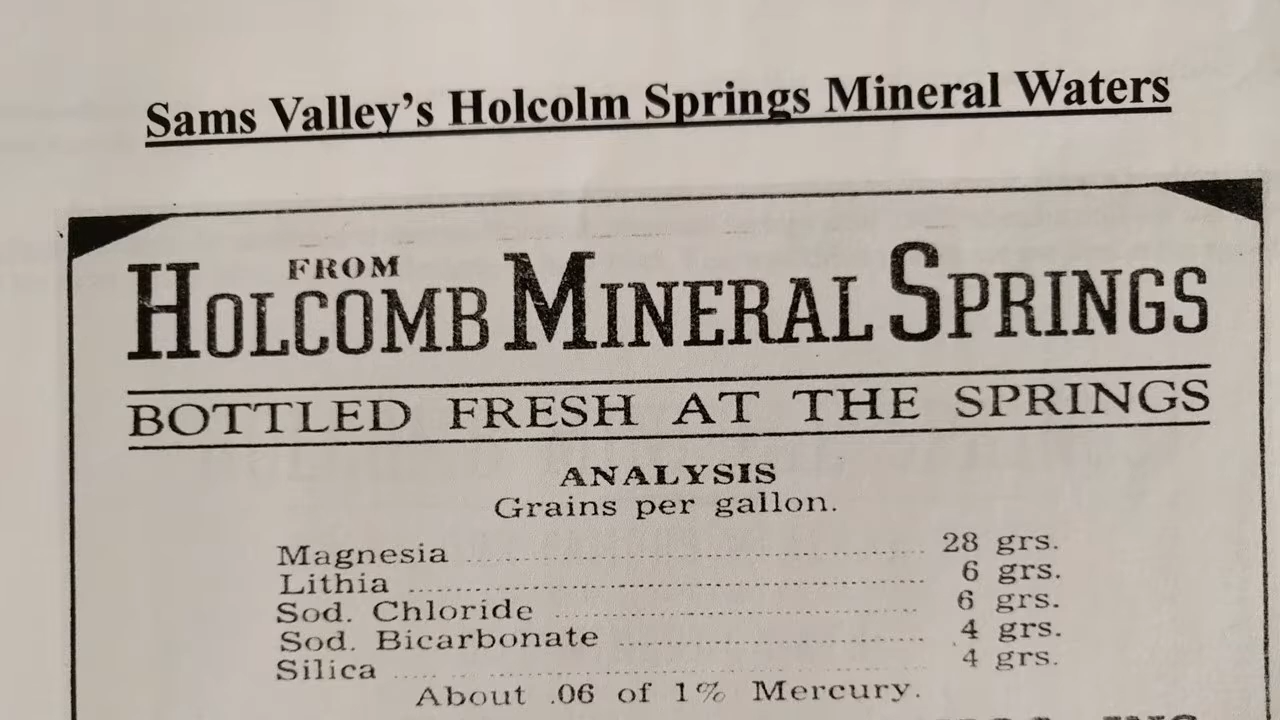 Sams Valley's Holcolm Springs Mineral Waters
FROM
HOLCOMB MINERAL SPRINGS
BOTTLED FRESH AT THE SPRINGS
ANALYSIS
Grains per gallon.
Magnesia ........................ 28 grs.
Lithia ........................ 6 grs.
Sod. Chloride ........................ 6 grs.
Sod. Bicarbonate ........................ 4 grs.
Silica ........................ 4 grs.
About .06 of 1% Mercury.